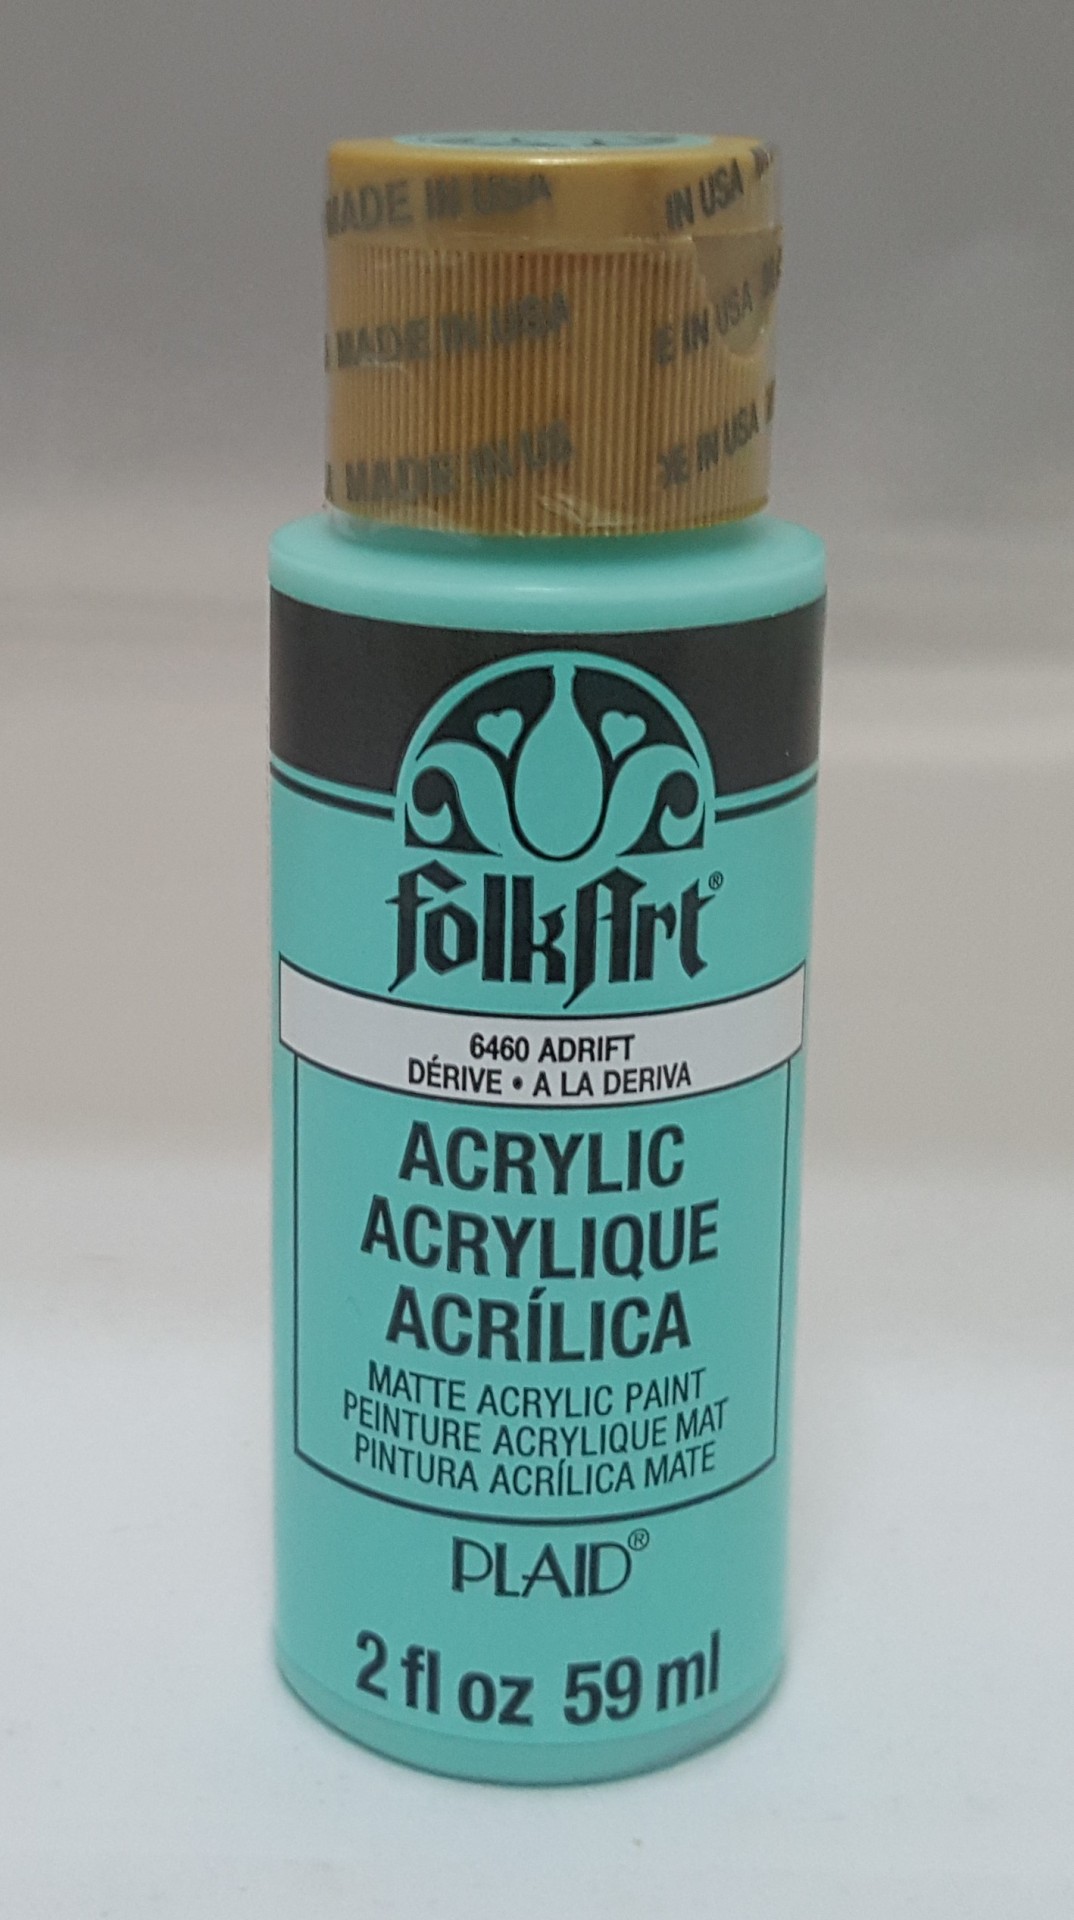 MADE IN USA
IN USA
MADE IN USA
E IN USA
MADE IN US
DE IN USA
folkArt®
6460 ADRIFT
DÉRIVE • A LA DERIVA
ACRYLIC
ACRYLIQUE
ACRÍLICA
MATTE ACRYLIC PAINT
PEINTURE ACRYLIQUE MAT
PINTURA ACRÍLICA MATE
PLAID®
2 fl oz 59 ml